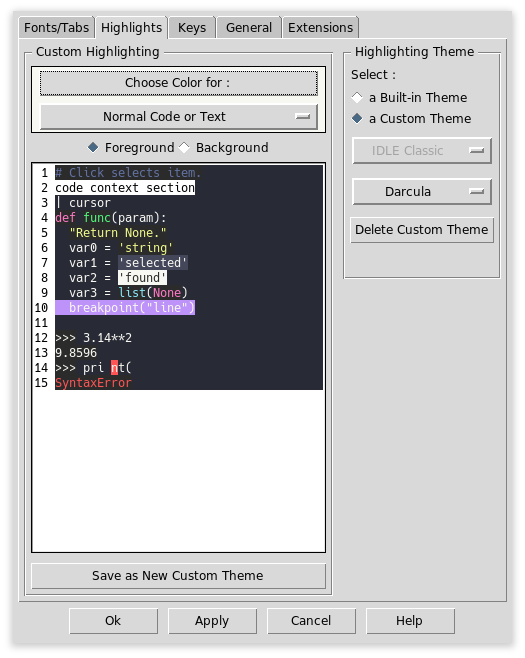 Fonts/Tabs Highlights Keys General Extensions
Custom Highlighting
Choose Color for :
Normal Code or Text
Foreground Background
1 # Click selects item.
2 code context section
3 | cursor
4 def func(param):
5   "Return None."
6   var0 = 'string'
7   var1 = 'selected'
8   var2 = 'found'
9   var3 = list(None)
10   breakpoint("line")
11
12 >>> 3.14**2
13 9.8596
14 >>> pri nt(
15 SyntaxError
Save as New Custom Theme
Highlighting Theme
Select :
a Built-in Theme
a Custom Theme
IDLE Classic
Darcula
Delete Custom Theme
Ok Apply Cancel Help